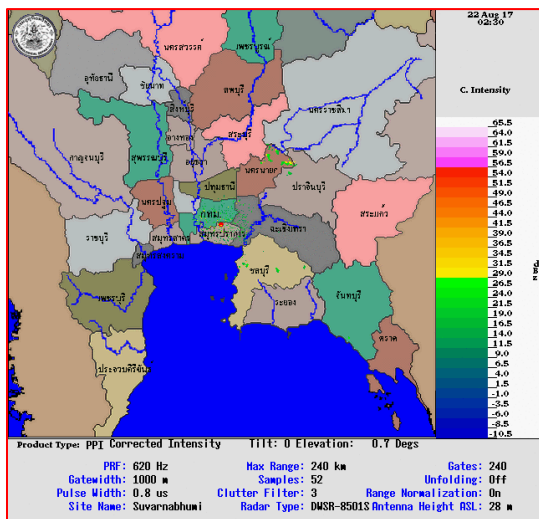 22 Aug 17
02:30
C. Intensity
นครสวรรค์
เพชรบูรณ์
อุทัยธานี
ชัยนาท
ลพบุรี
สิงห์บุรี
นครราชสีมา
อ่างทอง
สระบุรี
กาญจนบุรี
สุพรรณบุรี
อยุธยา
นครนายก
ปราจีนบุรี
ปทุมธานี
นครปฐม
กทม.
สระแก้ว
สมุทรปราการ
ฉะเชิงเทรา
ราชบุรี
สมุทรสาคร
ชลบุรี
เพชรบุรี
ระยอง
จันทบุรี
ตราด
ประจวบคีรีขันธ์
65.5
64.0
61.5
59.0
56.5
54.0
51.5
49.0
46.5
44.0
41.5
39.0
36.5
34.0
31.5
29.0
26.5
24.0
21.5
19.0
16.5
14.0
11.5
9.0
6.5
4.0
1.5
-1.0
-3.5
-6.0
-8.5
-10.5
Product Type: PPI Corrected Intensity Tilt: 0 Elevation: 0.7 Degs
PRF: 620 Hz Max Range: 240 km Gates: 240
Gatewidth: 1000 m Samples: 52 Unfolding: Off
Pulse Width: 0.8 us Clutter Filter: 3 Range Normalization: On
Site Name: Suvarnabhumi Radar Type: DWSR-8501S Antenna Height ASL: 28 m